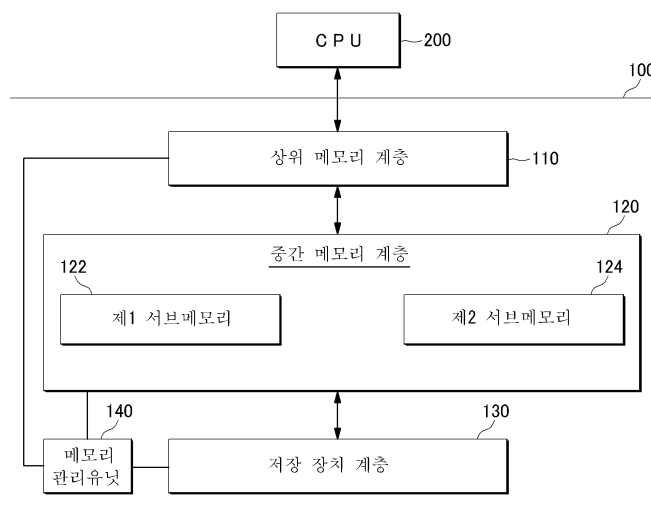 CPU
200
100
상위 메모리 계층
110
120
중간 메모리 계층
122
124
제1 서브메모리
제2 서브메모리
140
130
메모리
관리유닛
저장 장치 계층